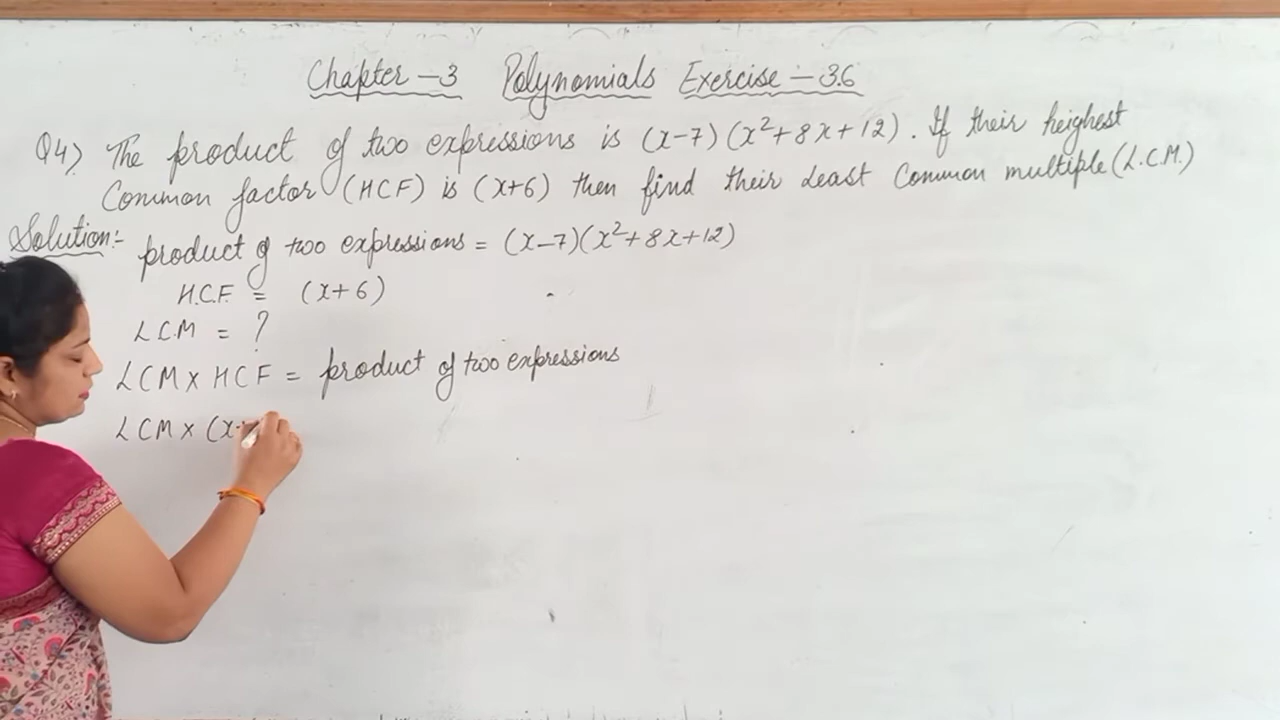 Chapter - 3 Polynomials Exercise - 3.6
Q4) The product of two expressions is (x-7)(x²+8x+12). If their heighest
Common factor (HCF) is (x+6) then find their Least Common multiple (L.C.M.)
Solution:-
product of two expressions = (x-7)(x²+8x+12)
H.C.F. = (x+6)
LC.M = ?
LCM x HCF = product of two expressions
LCM x (x+